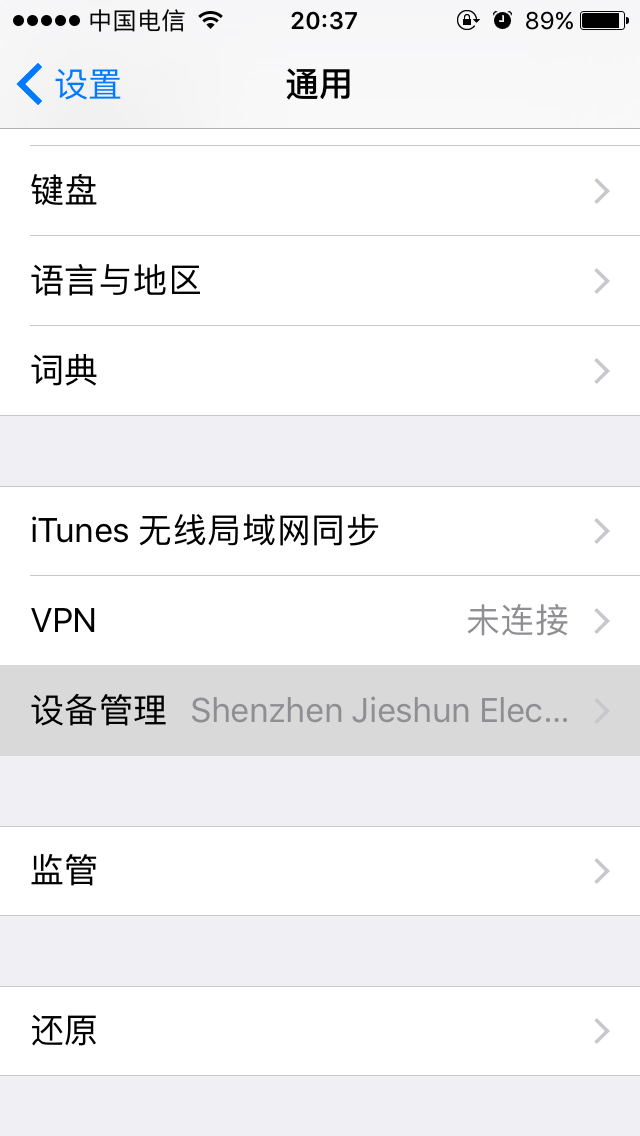 中国电信 20:37 89%
设置 通用
键盘
语言与地区
词典
iTunes 无线局域网同步
VPN 未连接
设备管理 Shenzhen Jieshun Elec...
监管
还原